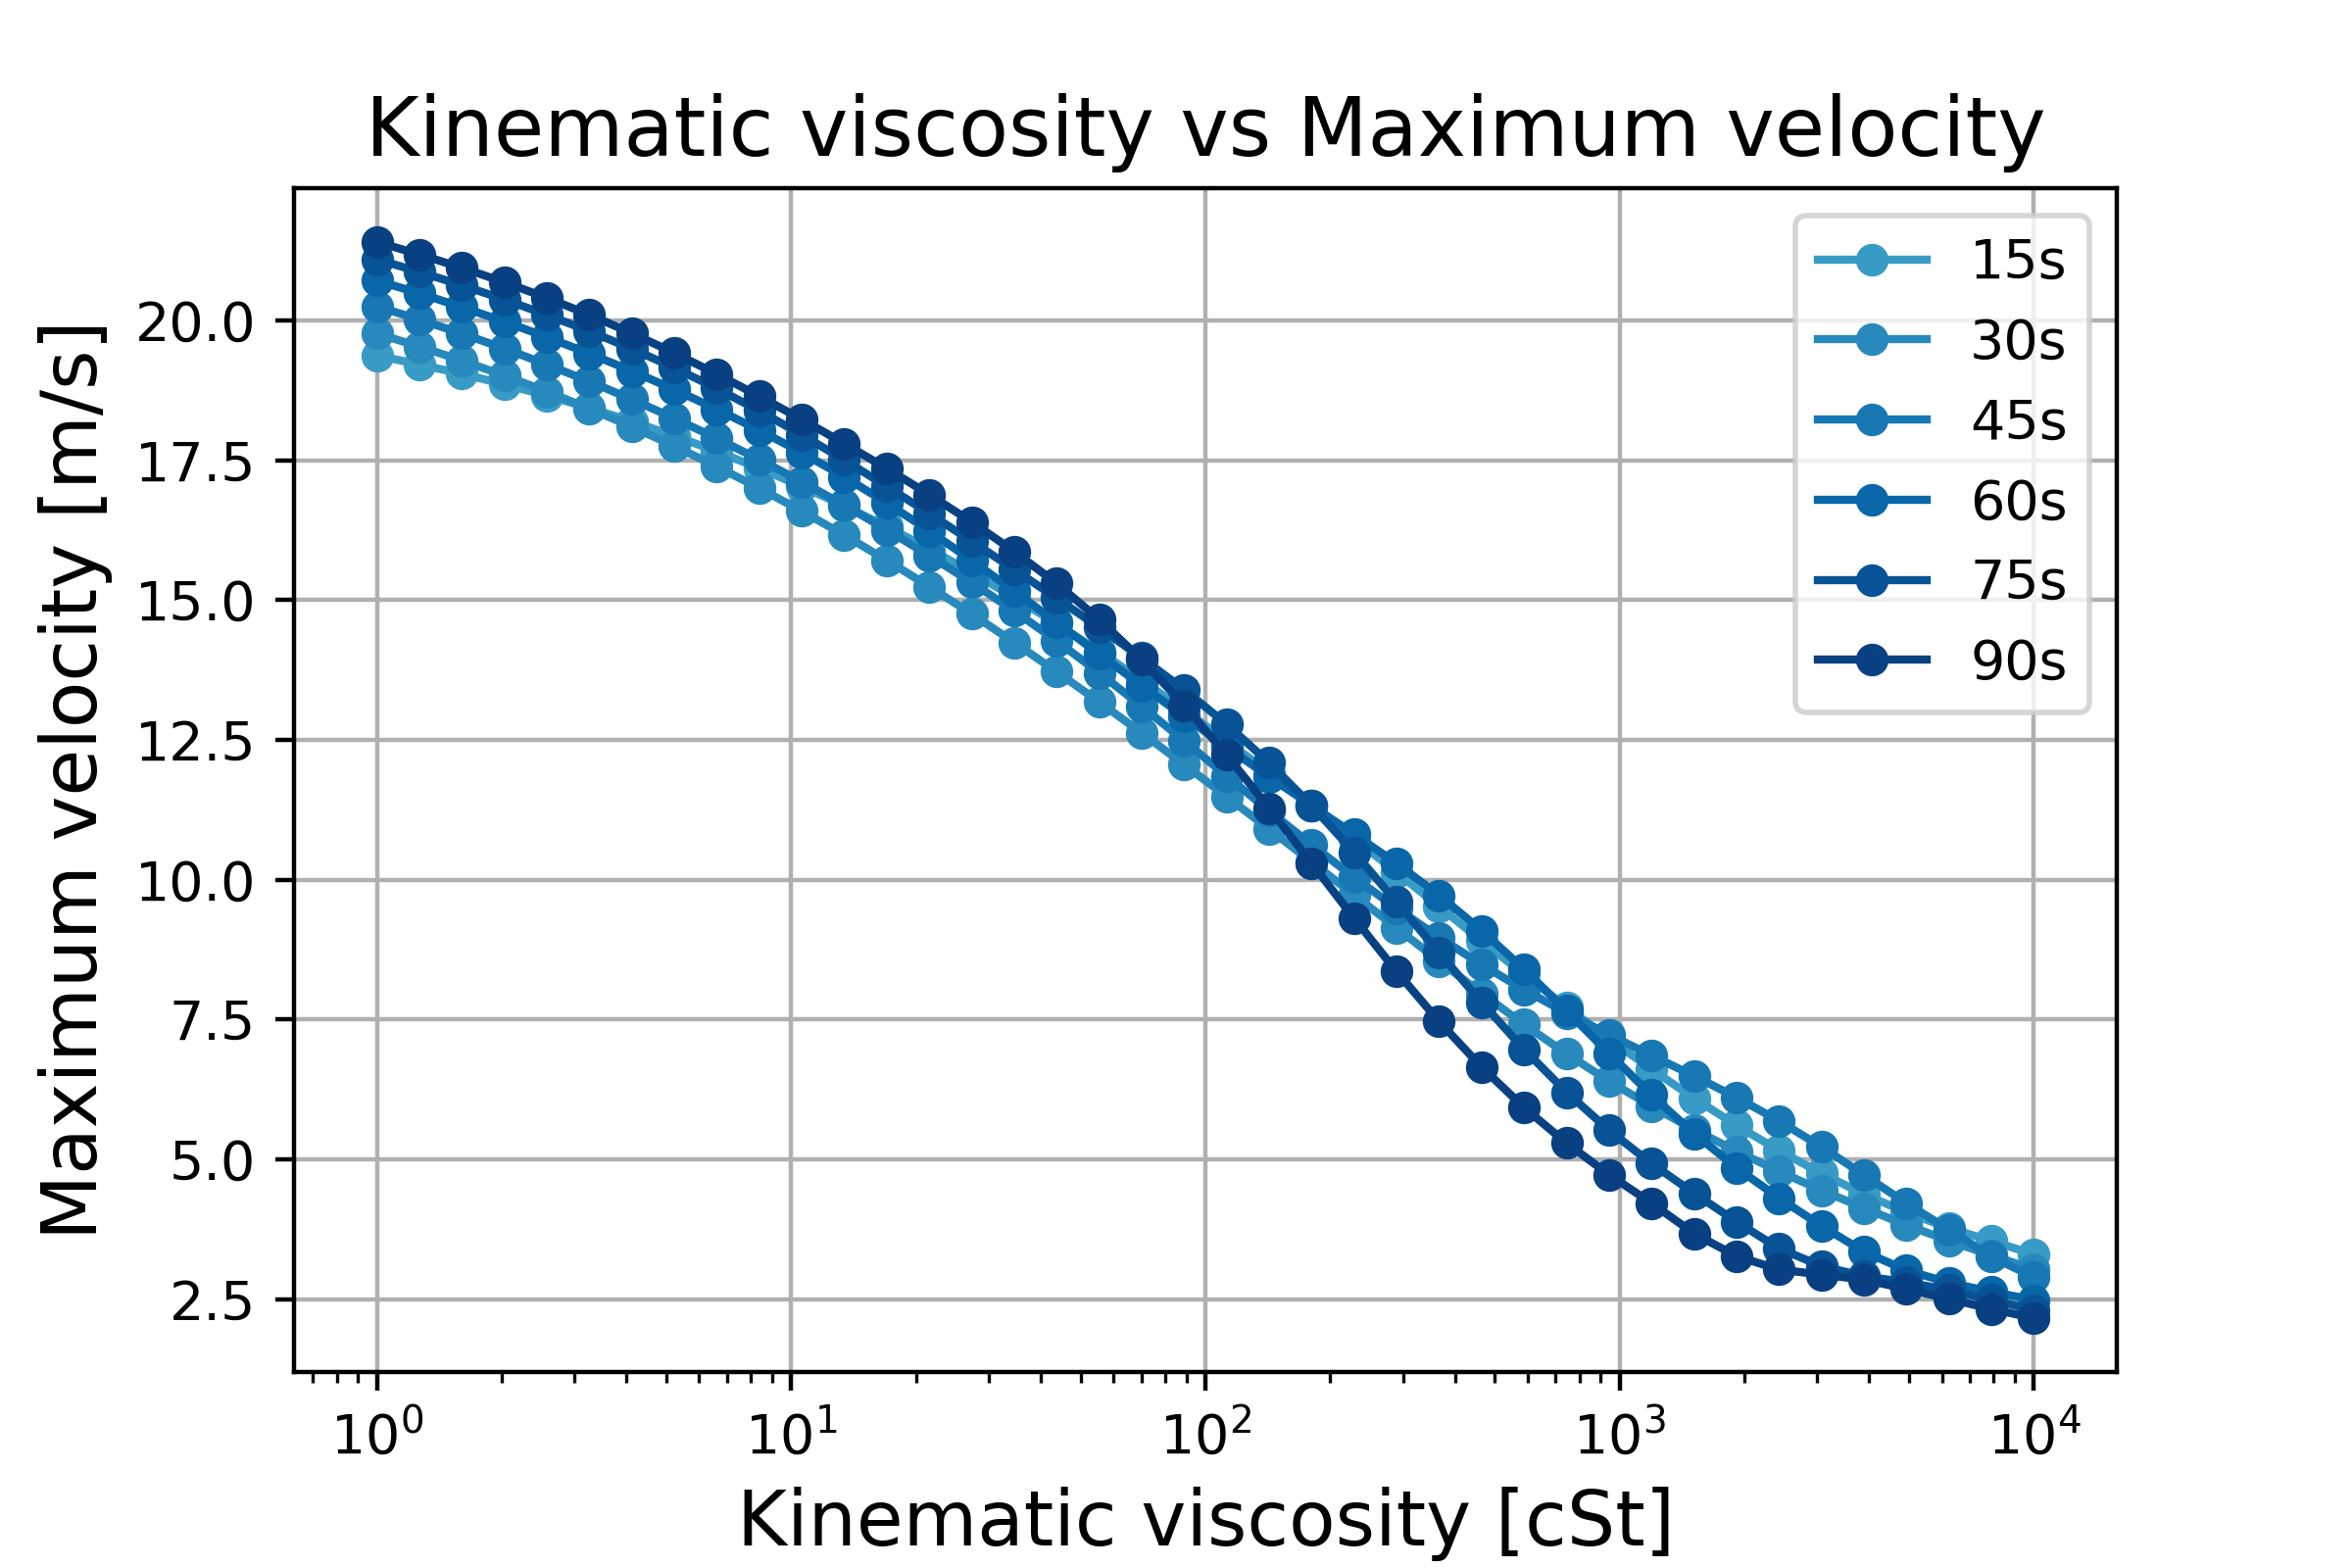 Kinematic viscosity vs Maximum velocity
Maximum velocity [m/s]
20.0
17.5
15.0
12.5
10.0
7.5
5.0
2.5
15s
30s
45s
60s
75s
90s
10⁰ 10¹ 10² 10³ 10⁴
Kinematic viscosity [cSt]